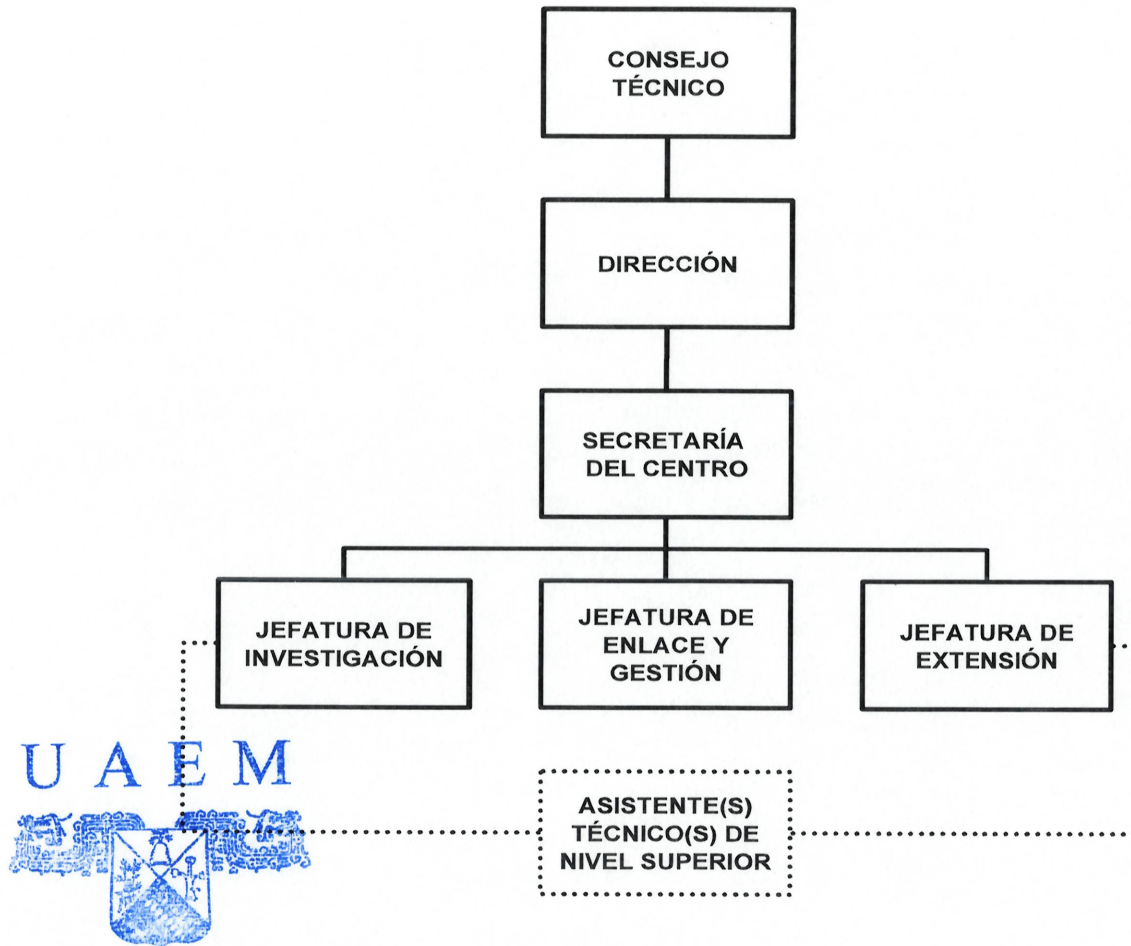 CONSEJO
TÉCNICO
DIRECCIÓN
SECRETARÍA
DEL CENTRO
JEFATURA DE
INVESTIGACIÓN
JEFATURA DE
ENLACE Y
GESTIÓN
JEFATURA DE
EXTENSIÓN
UAEM
ASISTENTE(S)
TÉCNICO(S) DE
NIVEL SUPERIOR